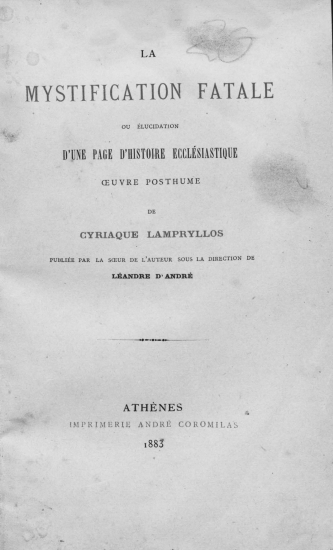 LA
MYSTIFICATION FATALE
OU ÉLUCIDATION
D'UNE PAGE D'HISTOIRE ECCLÉSIASTIQUE
ŒUVRE POSTHUME
DE
CYRIAQUE LAMPRYLLOS
PUBLIÉE PAR LA SŒUR DE L'AUTEUR SOUS LA DIRECTION DE
LÉANDRE D'ANDRÉ
ATHÈNES
IMPRIMERIE ANDRÉ COROMILAS
1883